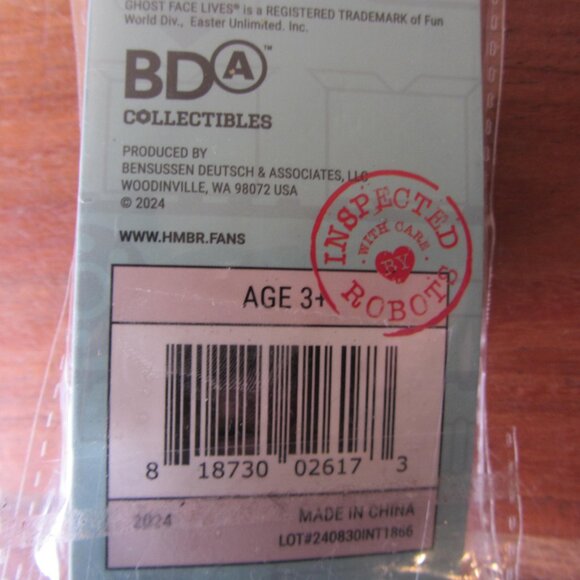 GHOST FACE LIVES® is a REGISTERED TRADEMARK of Fun
World Div., Easter Unlimited. Inc.
BDA™
COLLECTIBLES
PRODUCED BY
BENSUSSEN DEUTSCH & ASSOCIATES, LLC
WOODINVILLE, WA 98072 USA
© 2024
WWW.HMBR.FANS
INSPECTED
WITH CARE
BY
ROBOTS
AGE 3+
8 18730 02617 3
2024
MADE IN CHINA
LOT#240830INT1866